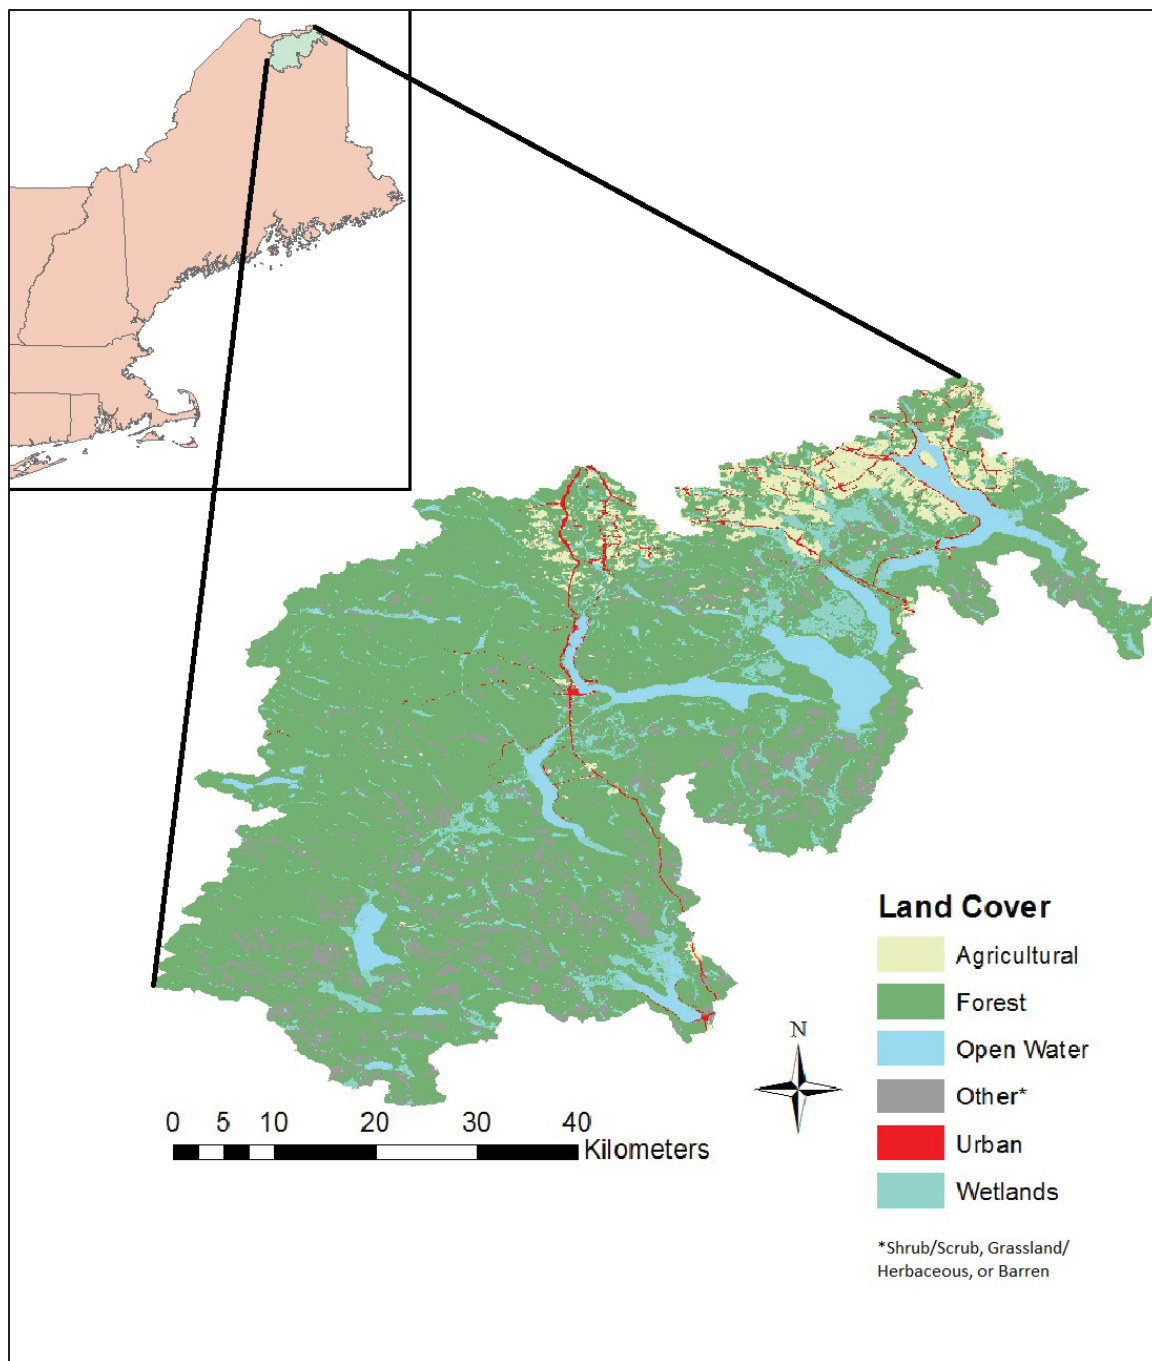 Land Cover
Agricultural
Forest
Open Water
Other*
Urban
Wetlands
*Shrub/Scrub, Grassland/
Herbaceous, or Barren
N
0 5 10 20 30 40
Kilometers